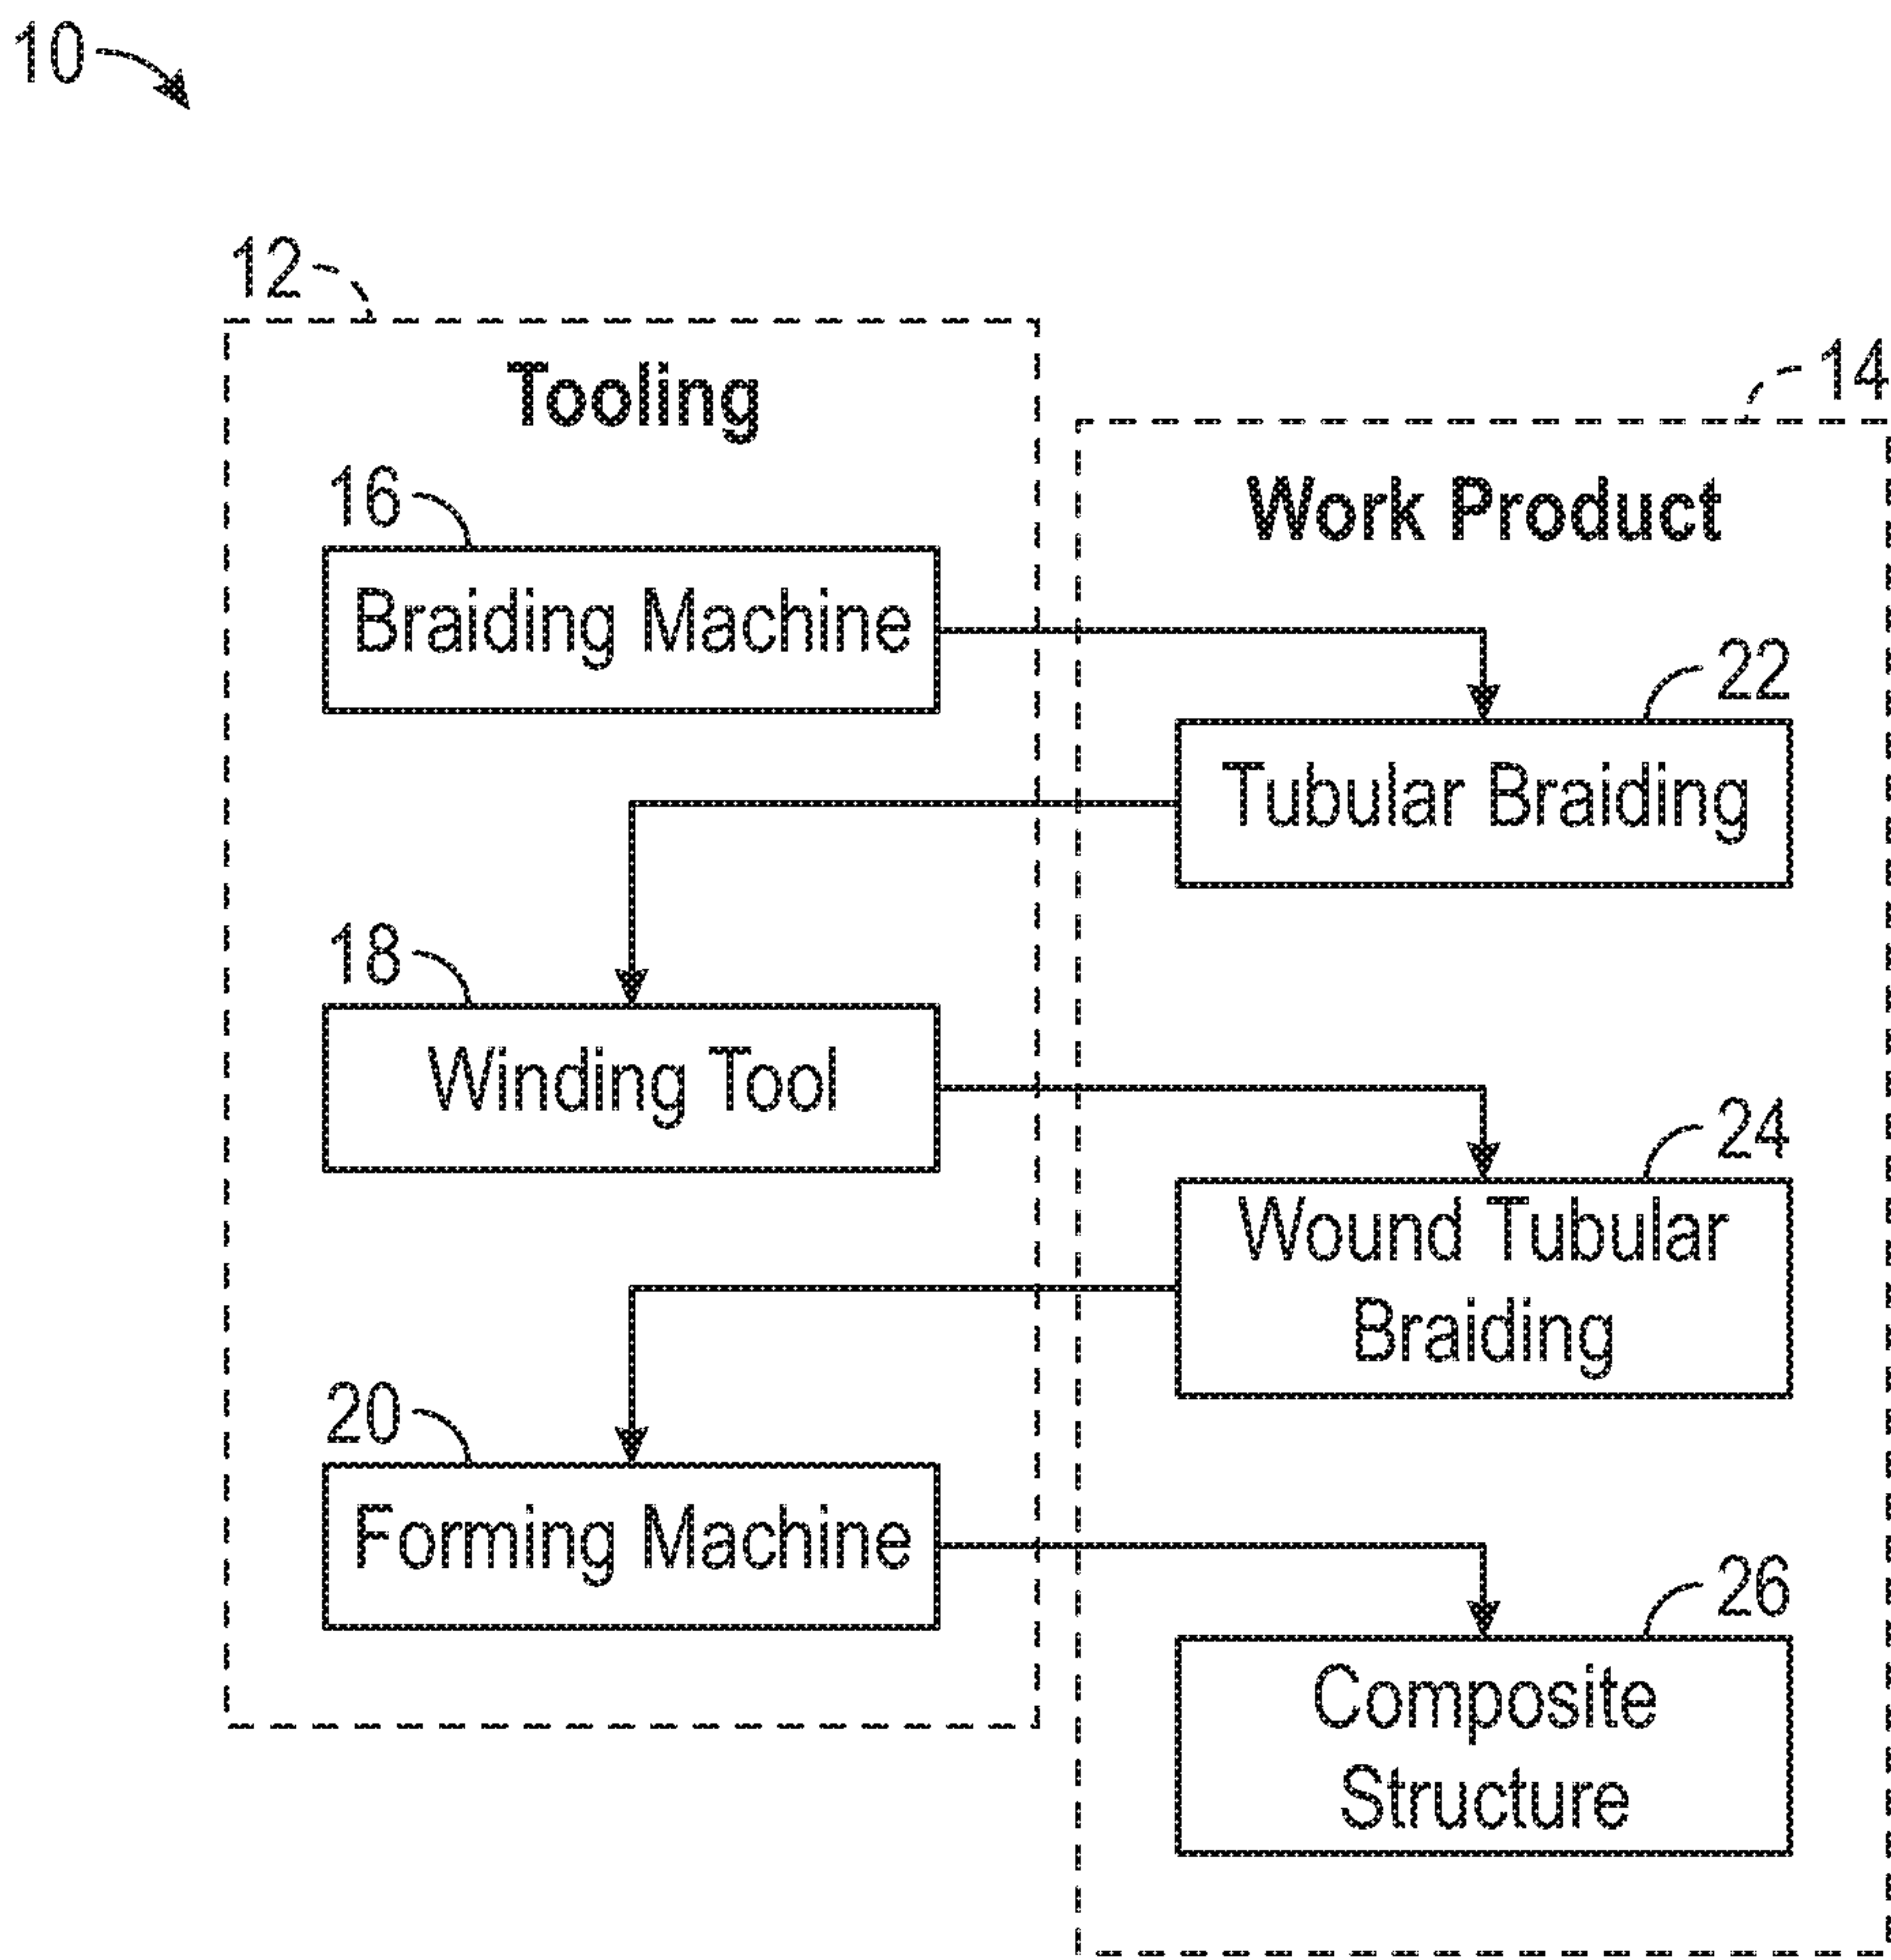 10
12
Tooling
14
Work Product
16
Braiding Machine
22
Tubular Braiding
18
Winding Tool
24
Wound Tubular
Braiding
20
Forming Machine
26
Composite
Structure